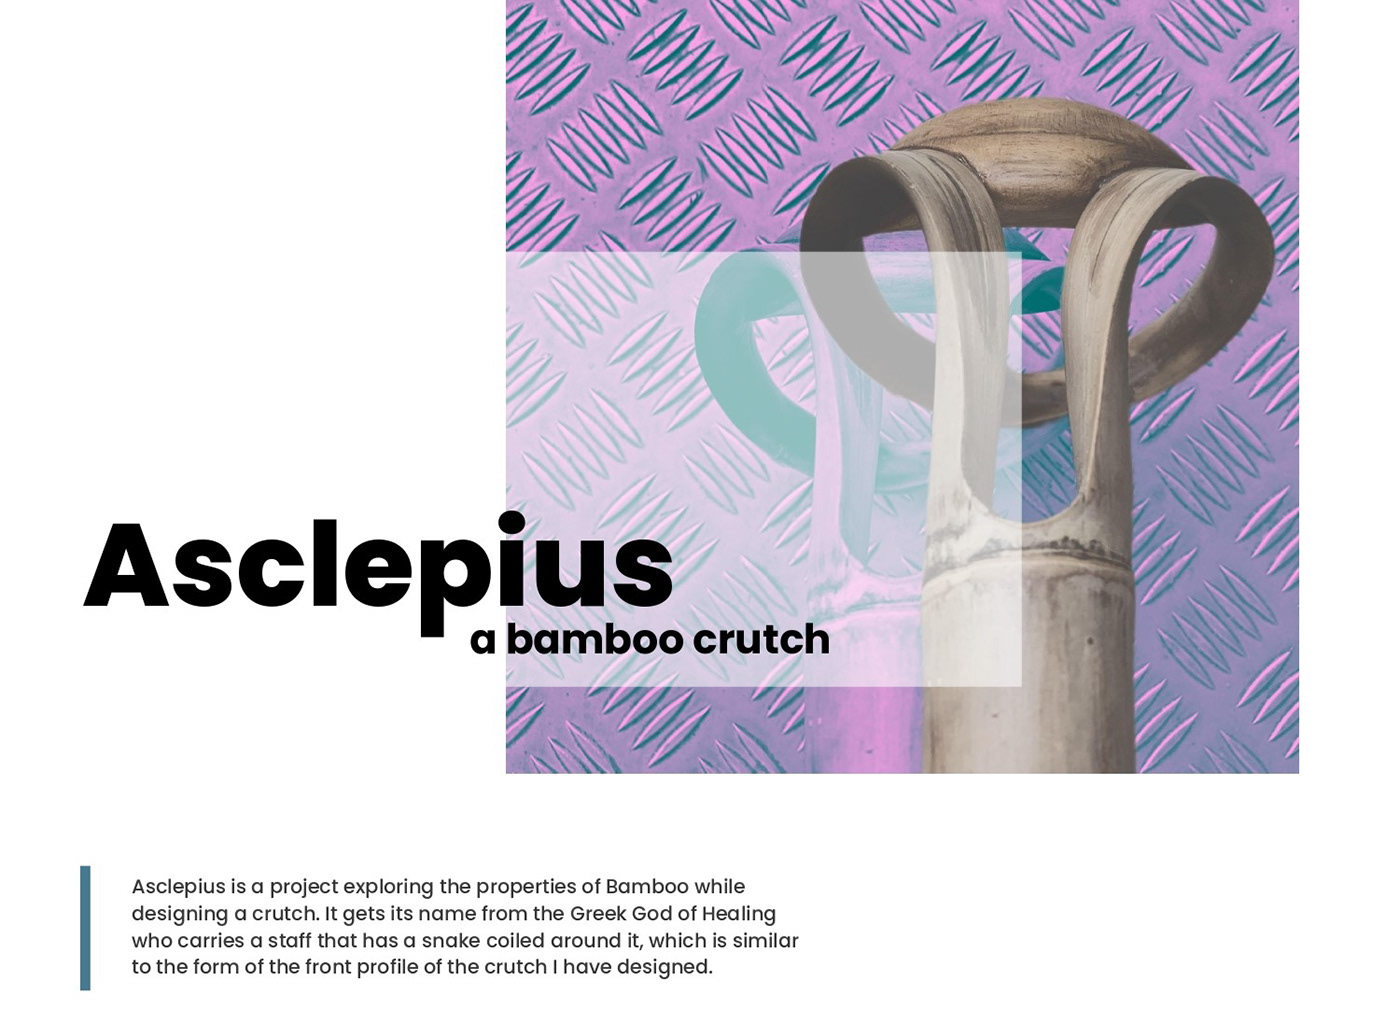 Asclepius
a bamboo crutch
Asclepius is a project exploring the properties of Bamboo while
designing a crutch. It gets its name from the Greek God of Healing
who carries a staff that has a snake coiled around it, which is similar
to the form of the front profile of the crutch I have designed.